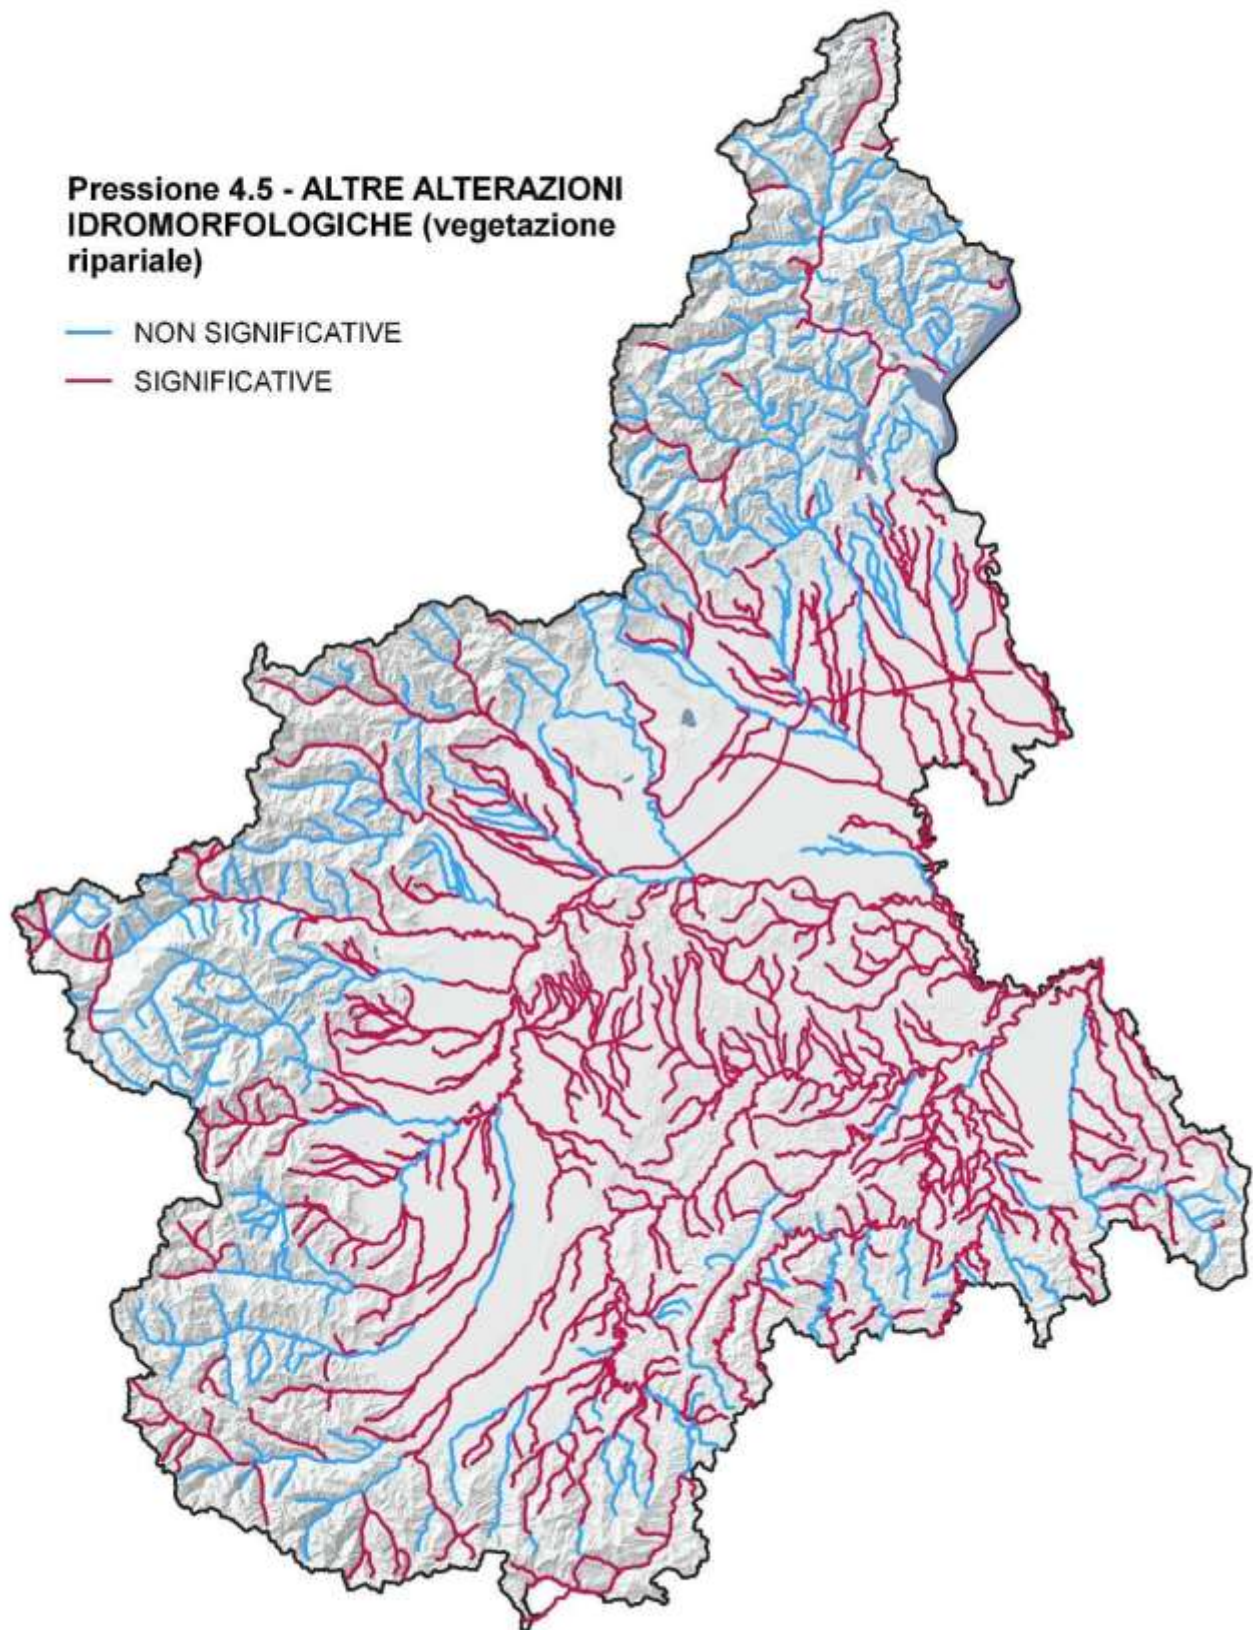 Pressione 4.5 - ALTRE ALTERAZIONI
IDROMORFOLOGICHE (vegetazione
ripariale)
NON SIGNIFICATIVE
SIGNIFICATIVE